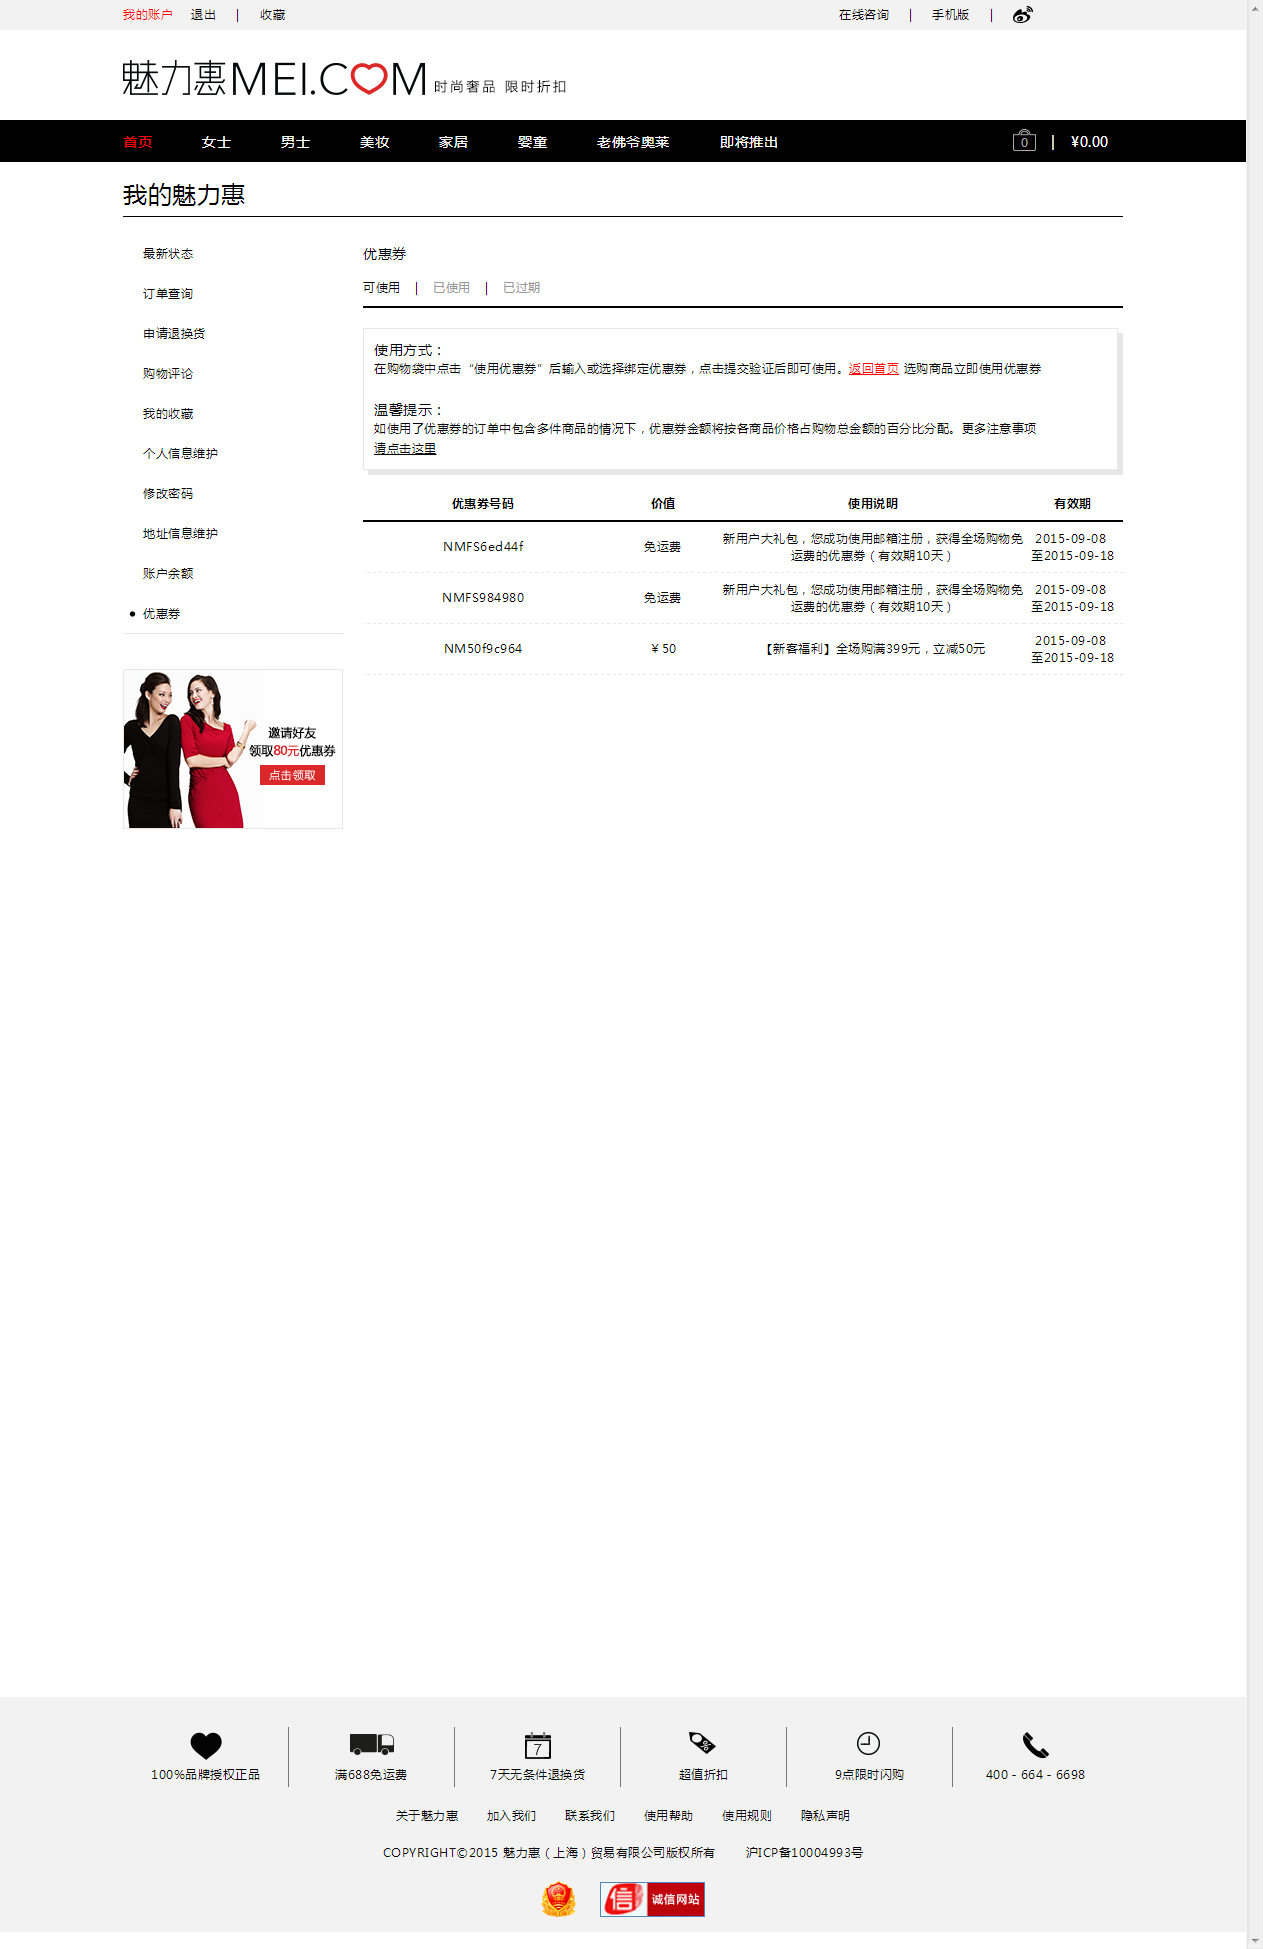 我的账户 退出 | 收藏 在线咨询 | 手机版 |
魅力惠MEI.COM 时尚奢品 限时折扣
首页 女士 男士 美妆 家居 婴童 老佛爷奥莱 即将推出 0 | ¥0.00
我的魅力惠
最新状态
订单查询
申请退换货
购物评论
我的收藏
个人信息维护
修改密码
地址信息维护
账户余额
• 优惠券
邀请好友
领取80元优惠券
点击领取
优惠券
可使用 | 已使用 | 已过期
使用方式：
在购物袋中点击“使用优惠券”后输入或选择绑定优惠券，点击提交验证后即可使用。返回首页 选购商品立即使用优惠券
温馨提示：
如使用了优惠券的订单中包含多件商品的情况下，优惠券金额将按各商品价格占购物总金额的百分比分配。更多注意事项
请点击这里
优惠券号码 价值 使用说明 有效期
NMFS6ed44f 免运费 新用户大礼包，您成功使用邮箱注册，获得全场购物免 2015-09-08
运费的优惠券（有效期10天） 至2015-09-18
NMFS984980 免运费 新用户大礼包，您成功使用邮箱注册，获得全场购物免 2015-09-08
运费的优惠券（有效期10天） 至2015-09-18
NM50f9c964 ¥ 50 【新客福利】全场购满399元，立减50元 2015-09-08
至2015-09-18
7 %
100%品牌授权正品 满688免运费 7天无条件退换货 超值折扣 9点限时闪购 400 - 664 - 6698
关于魅力惠 加入我们 联系我们 使用帮助 使用规则 隐私声明
COPYRIGHT©2015 魅力惠（上海）贸易有限公司版权所有 沪ICP备10004993号
信 诚信网站